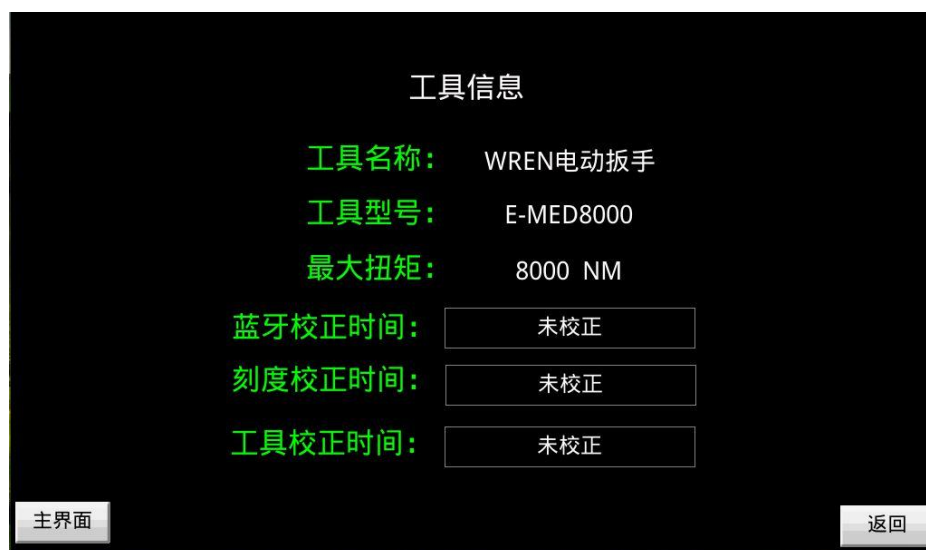 工具信息
工具名称: WREN电动扳手
工具型号: E-MED8000
最大扭矩: 8000 NM
蓝牙校正时间: 未校正
刻度校正时间: 未校正
工具校正时间: 未校正
主界面 返回